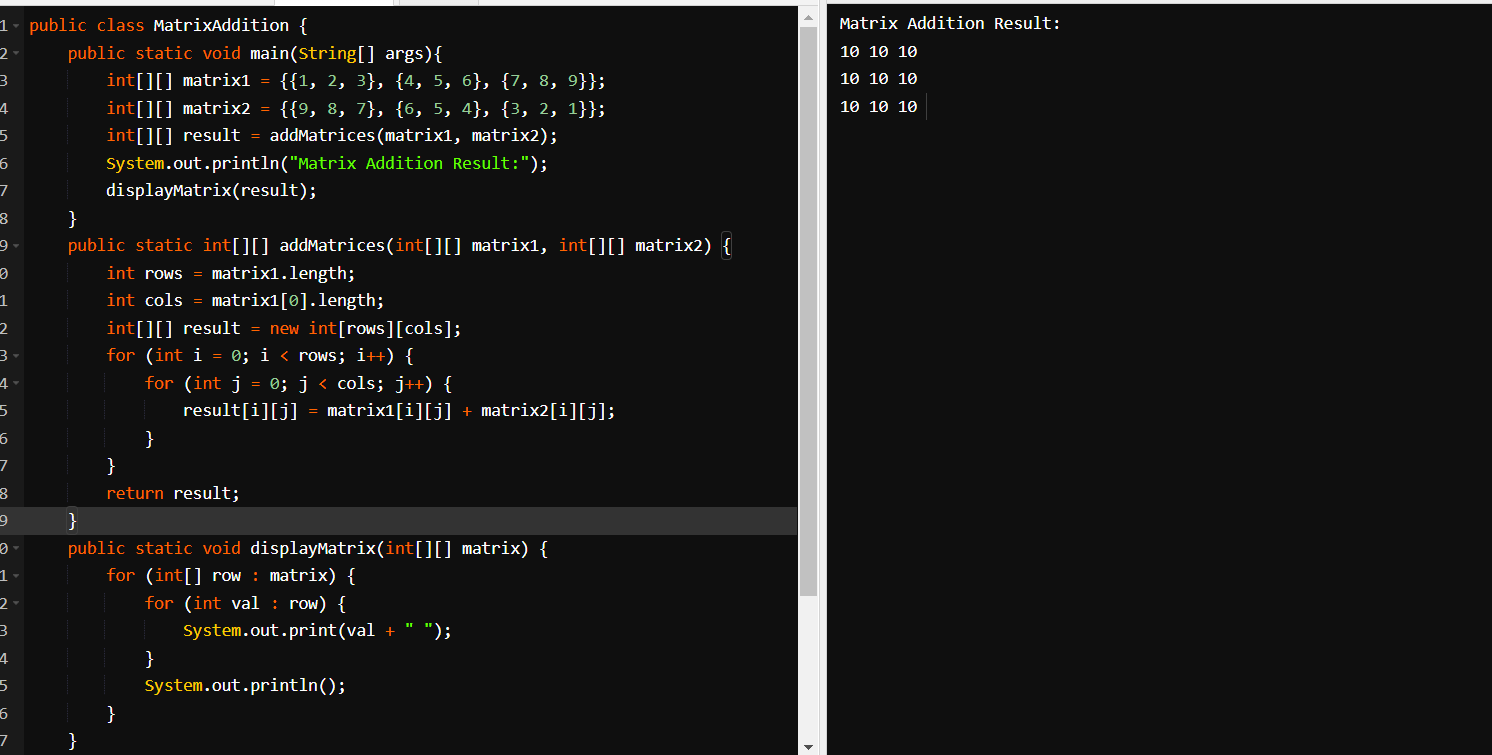 1 public class MatrixAddition {
2     public static void main(String[] args){
3         int[][] matrix1 = {{1, 2, 3}, {4, 5, 6}, {7, 8, 9}};
4         int[][] matrix2 = {{9, 8, 7}, {6, 5, 4}, {3, 2, 1}};
5         int[][] result = addMatrices(matrix1, matrix2);
6         System.out.println("Matrix Addition Result:");
7         displayMatrix(result);
8     }
9     public static int[][] addMatrices(int[][] matrix1, int[][] matrix2) {
0         int rows = matrix1.length;
1         int cols = matrix1[0].length;
2         int[][] result = new int[rows][cols];
3         for (int i = 0; i < rows; i++) {
4             for (int j = 0; j < cols; j++) {
5                 result[i][j] = matrix1[i][j] + matrix2[i][j];
6             }
7         }
8         return result;
9     }
0     public static void displayMatrix(int[][] matrix) {
1         for (int[] row : matrix) {
2             for (int val : row) {
3                 System.out.print(val + " ");
4             }
5             System.out.println();
6         }
7     }
Matrix Addition Result:
10 10 10
10 10 10
10 10 10